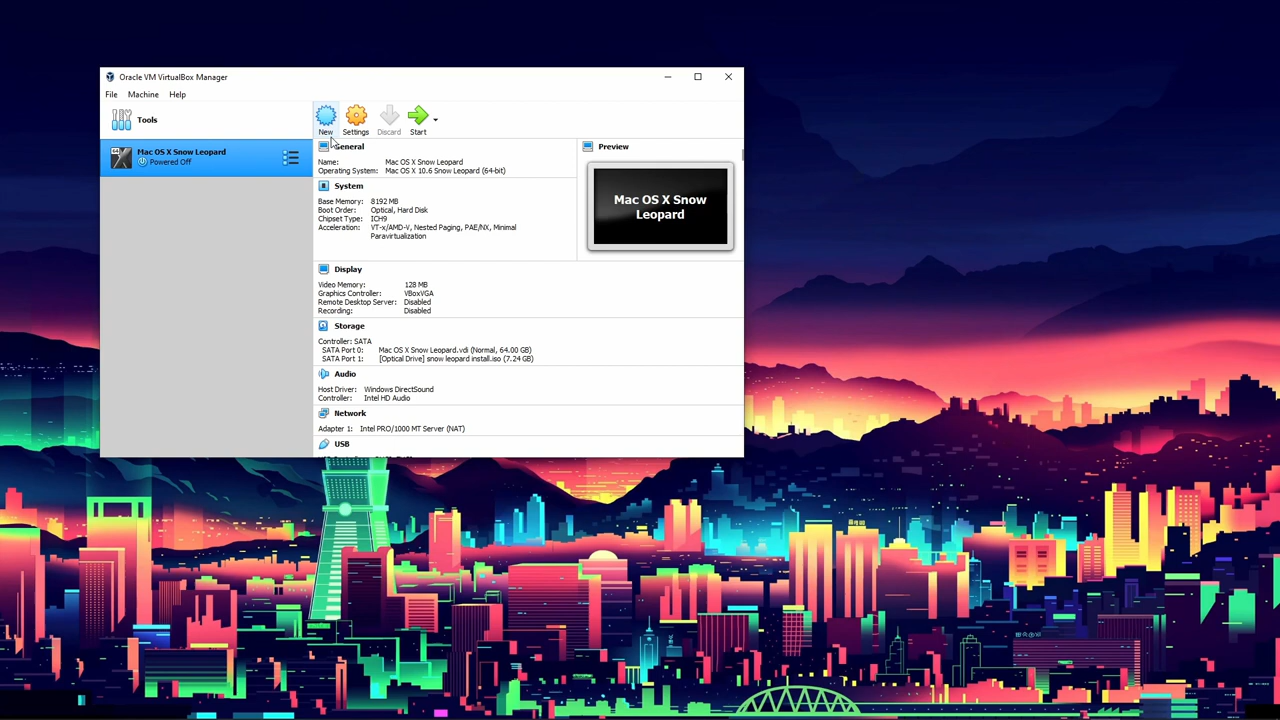 Oracle VM VirtualBox Manager
File Machine Help
Tools
New Settings Discard Start
64
Mac OS X Snow Leopard
Powered Off
General
Name: Mac OS X Snow Leopard
Operating System: Mac OS X 10.6 Snow Leopard (64-bit)
System
Base Memory: 8192 MB
Boot Order: Optical, Hard Disk
Chipset Type: ICH9
Acceleration: VT-x/AMD-V, Nested Paging, PAE/NX, Minimal
Paravirtualization
Preview
Mac OS X Snow
Leopard
Display
Video Memory: 128 MB
Graphics Controller: VBoxVGA
Remote Desktop Server: Disabled
Recording: Disabled
Storage
Controller: SATA
SATA Port 0: Mac OS X Snow Leopard.vdi (Normal, 64.00 GB)
SATA Port 1: [Optical Drive] snow leopard install.iso (7.24 GB)
Audio
Host Driver: Windows DirectSound
Controller: Intel HD Audio
Network
Adapter 1: Intel PRO/1000 MT Server (NAT)
USB